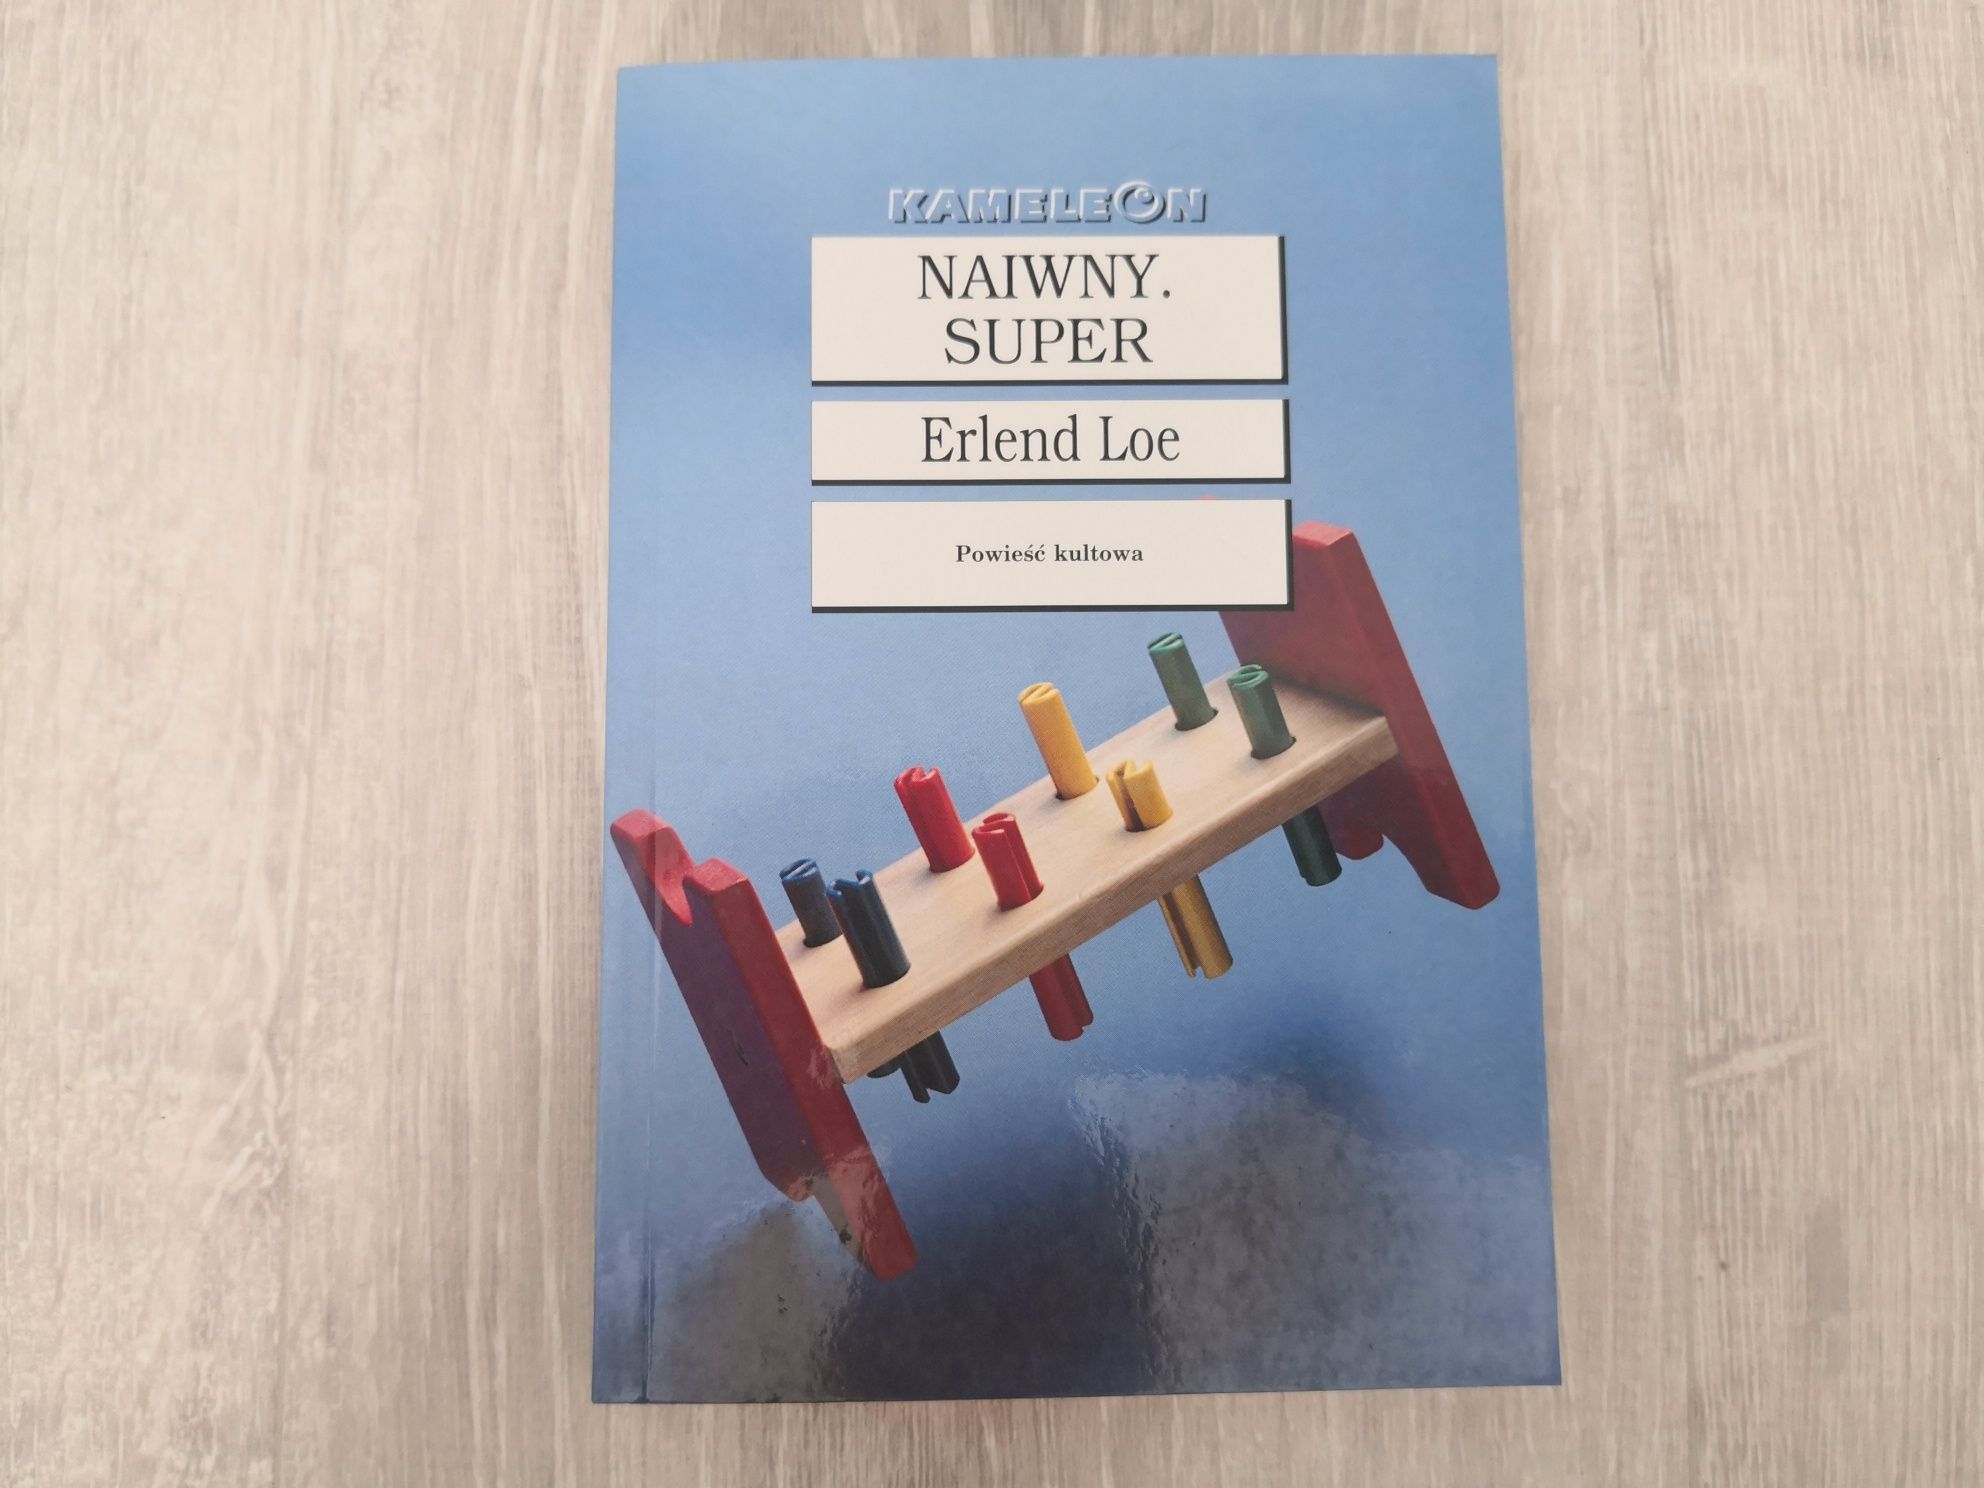 KAMELEON
NAIWNY.
SUPER
Erlend Loe
Powieść kultowa